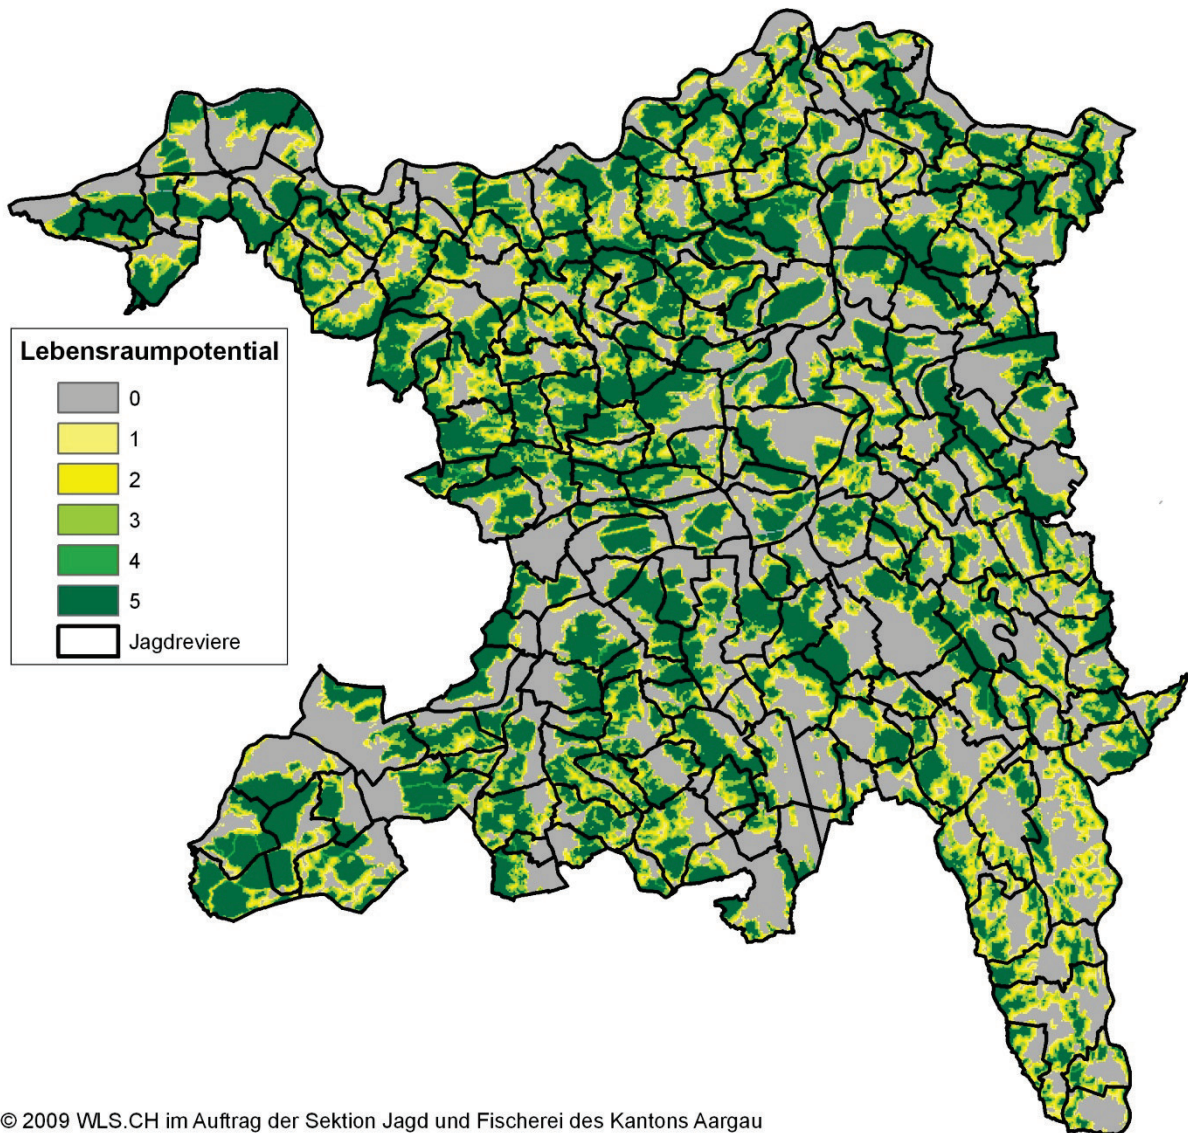 Lebensraumpotential
0
1
2
3
4
5
Jagdreviere
© 2009 WLS.CH im Auftrag der Sektion Jagd und Fischerei des Kantons Aargau